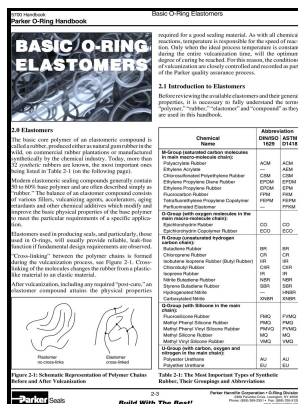 5700 Handbook
Basic O-Ring Elastomers
Parker O-Ring Handbook
BASIC O-RING
ELASTOMERS
2.0 Elastomers
The basic core polymer of an elastomeric compound is
called a rubber, produced either as natural gum rubber in the
wild, on commercial rubber plantations or manufactured
synthetically by the chemical industry. Today, more than
32 synthetic rubbers are known, the most important ones
being listed in Table 2-1 (on the following page).
Modern elastomeric sealing compounds generally contain
50 to 60% base polymer and are often described simply as
"rubber." The balance of an elastomer compound consists
of various fillers, vulcanizing agents, accelerators, aging
retardants and other chemical additives which modify and
improve the basic physical properties of the base polymer
to meet the particular requirements of a specific applica-
tion.
Elastomers used in producing seals, and particularly, those
used in O-rings, will usually provide reliable, leak-free
function if fundamental design requirements are observed.
"Cross-linking" between the polymer chains is formed
during the vulcanization process, see Figure 2-1. Cross-
linking of the molecules changes the rubber from a plastic-
like material to an elastic material.
After vulcanization, including any required "post-cure," an
elastomer compound attains the physical properties
Plastomer
no cross-links
Elastomer
cross-linked
Figure 2-1: Schematic Representation of Polymer Chains
Before and After Vulcanization
required for a good sealing material. As with all chemical
reactions, temperature is responsible for the speed of reac-
tion. Only when the ideal process temperature is constant
during the entire vulcanization time, will the optimum
degree of curing be reached. For this reason, the conditions
of vulcanization are closely controlled and recorded as part
of the Parker quality assurance process.
2.1 Introduction to Elastomers
Before reviewing the available elastomers and their general
properties, it is necessary to fully understand the terms
"polymer," "rubber," "elastomer" and "compound" as they
are used in this handbook.
Abbreviation
Chemical DIN/ISO ASTM
Name 1629 D1418
M-Group (saturated carbon molecules
in main macro-molecule chain):
Polyacrylate Rubber ACM ACM
Ethylene Acrylate — AEM
Chlorosulfonated Polyethylene Rubber CSM CSM
Ethylene Propylene Diene Rubber EPDM EPDM
Ethylene Propylene Rubber EPDM EPM
Fluorocarbon Rubber FPM FKM
Tetrafluoroethylene Propylene Copolymer FEPM FEPM
Perfluorinated Elastomer — FFKM
O-Group (with oxygen molecules in the
main macro-molecule chain):
Epichlorohydrin Rubber CO CO
Epichlorohydrin Copolymer Rubber ECO ECO
R-Group (unsaturated hydrogen
carbon chain):
Butadiene Rubber BR BR
Chloroprene Rubber CR CR
Isobutene Isoprene Rubber (Butyl Rubber) IIR IIR
Chlorobutyl Rubber CIIR CIIR
Isoprene Rubber IR IR
Nitrile Butadiene Rubber NBR NBR
Styrene Butadiene Rubber SBR SBR
Hydrogenated Nitrile — HNBR
Carboxylated Nitrile XNBR XNBR
Q-Group (with Silicone in the main
chain):
Fluorosilicone Rubber FMQ FVMQ
Methyl Phenyl Silicone Rubber PMQ PMQ
Methyl Phenyl Vinyl Silicone Rubber PMVQ PVMQ
Methyl Silicone Rubber MQ MQ
Methyl Vinyl Silicone Rubber VMQ VMQ
U-Group (with carbon, oxygen and
nitrogen in the main chain):
Polyester Urethane AU AU
Polyether Urethane EU EU
Table 2-1: The Most Important Types of Synthetic
Rubber, Their Groupings and Abbreviations
Parker Seals
2-3
Build With The Best!
Parker Hannifin Corporation • O-Ring Division
2360 Palumbo Drive, Lexington, KY 40509